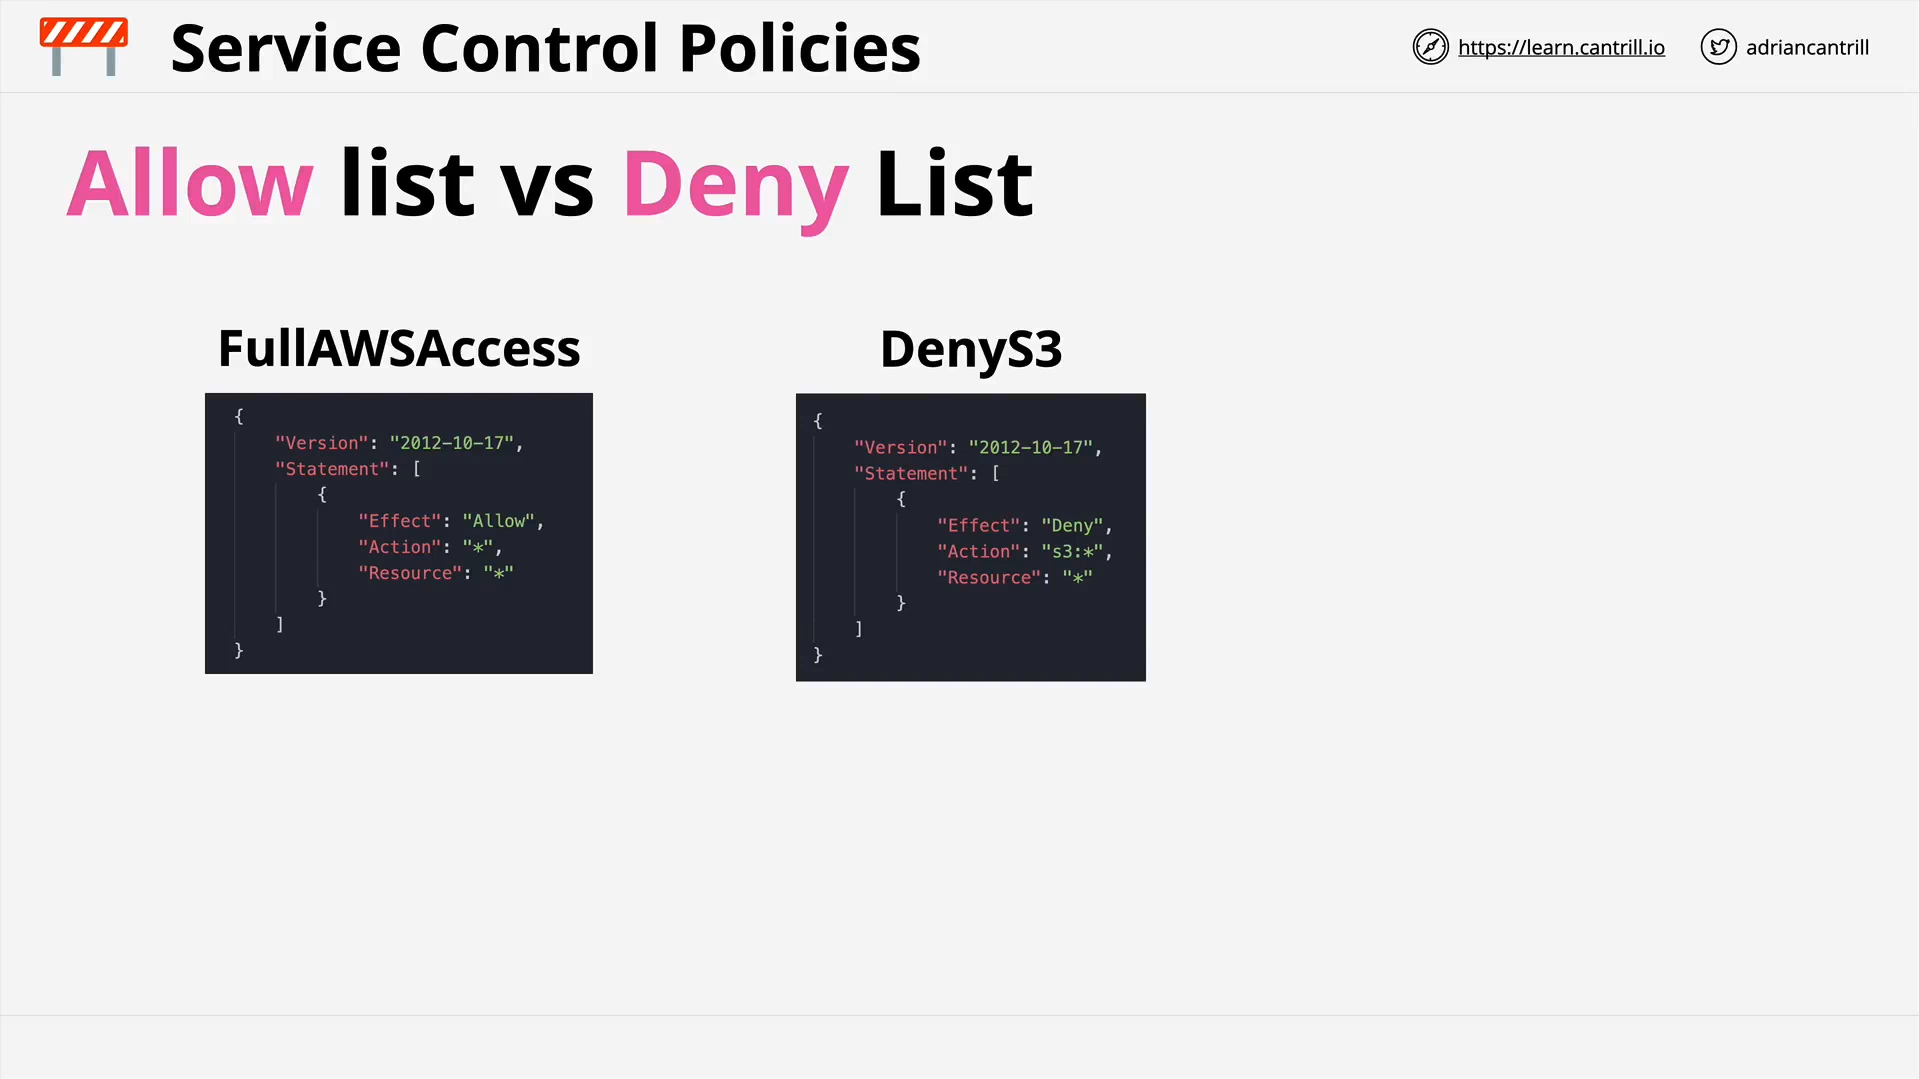 Service Control Policies
https://learn.cantrill.io
adriancantrill
Allow list vs Deny List
FullAWSAccess
{
"Version": "2012-10-17",
"Statement": [
{
"Effect": "Allow",
"Action": "*",
"Resource": "*"
}
]
}
DenyS3
{
"Version": "2012-10-17",
"Statement": [
{
"Effect": "Deny",
"Action": "s3:*",
"Resource": "*"
}
]
}